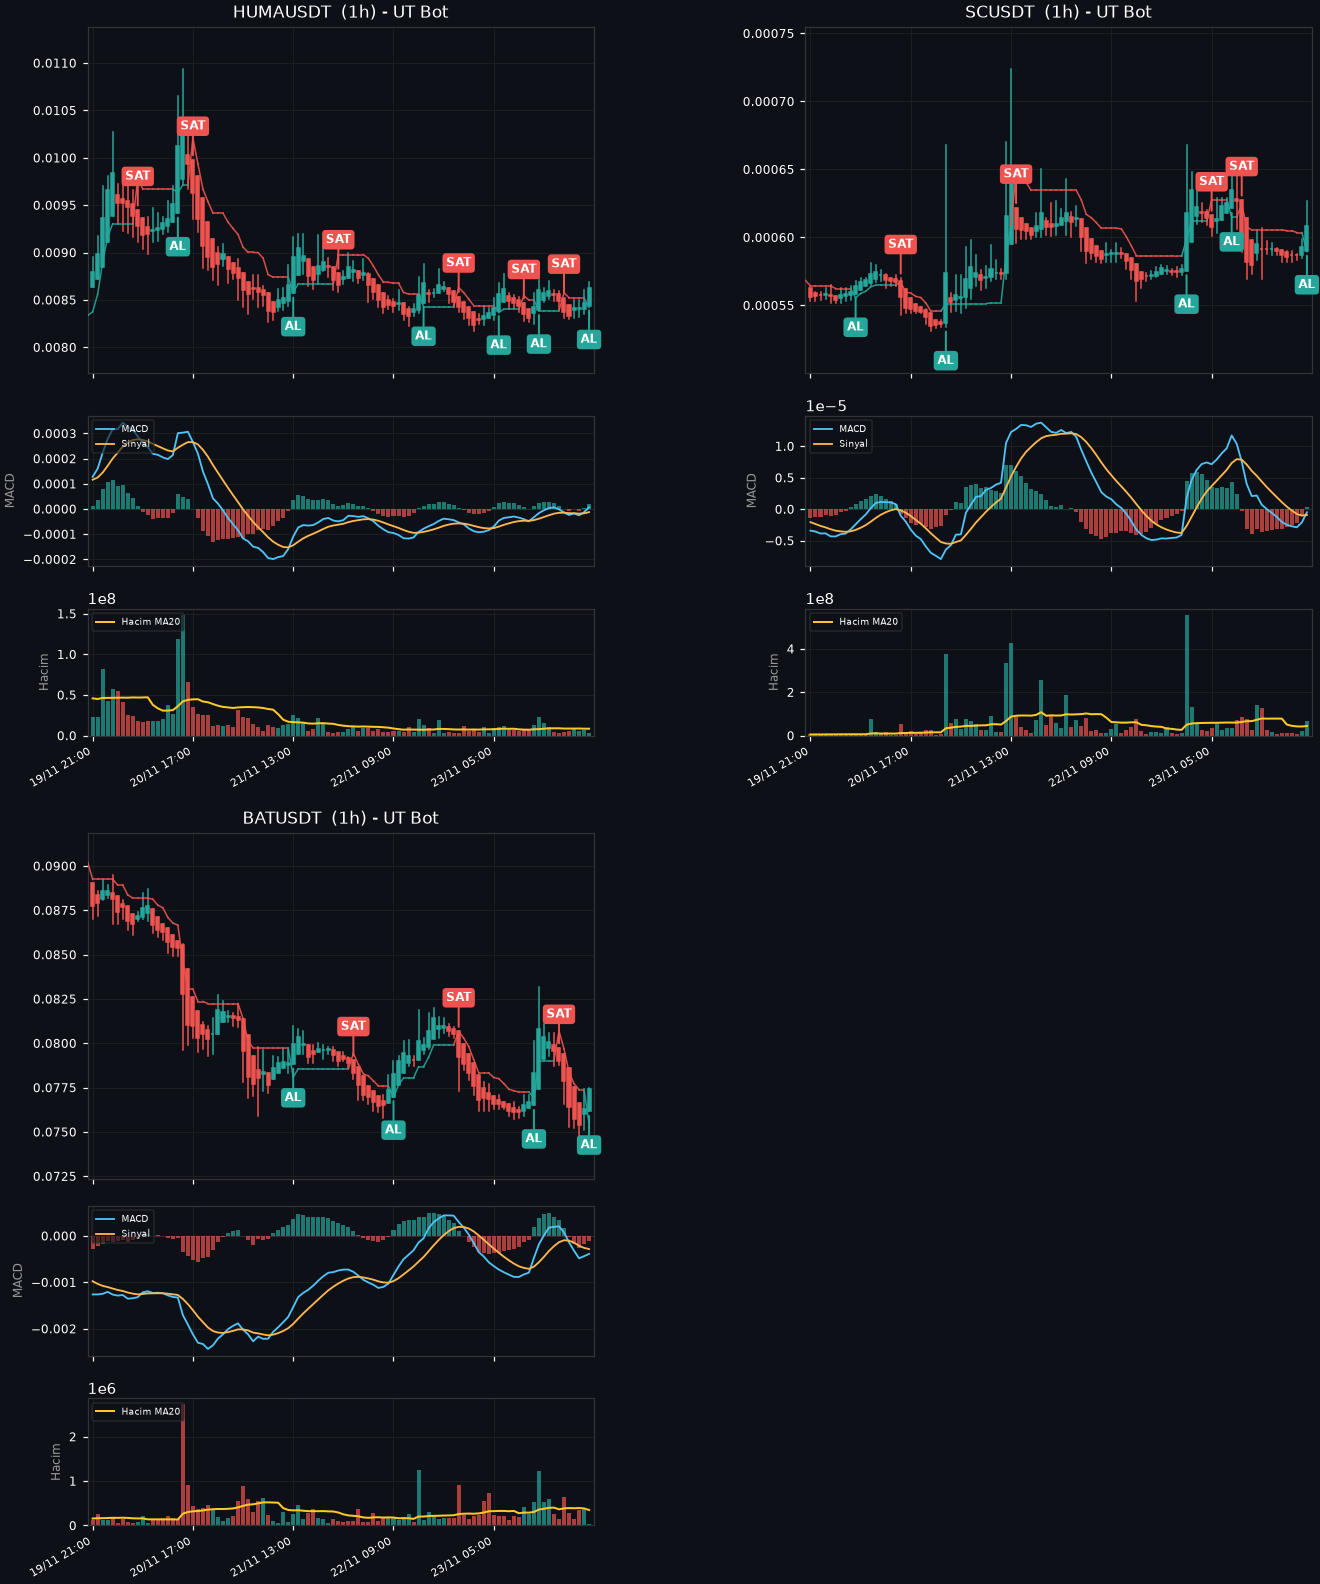 HUMAUSDT (1h) - UT Bot
0.0110
0.0105
0.0100
0.0095
0.0090
0.0085
0.0080
SAT
SAT
AL
SAT
AL
SAT
AL
SAT
AL
SAT
AL
AL
MACD
0.0003
0.0002
0.0001
0.0000
−0.0001
−0.0002
MACD
Sinyal
1e8
Hacim
1.5
1.0
0.5
0.0
Hacim MA20
19/11 21:00
20/11 17:00
21/11 13:00
22/11 09:00
23/11 05:00
SCUSDT (1h) - UT Bot
0.00075
0.00070
0.00065
0.00060
0.00055
AL
SAT
AL
SAT
AL
SAT
AL
SAT
AL
1e−5
MACD
1.0
0.5
0.0
−0.5
MACD
Sinyal
1e8
Hacim
4
2
0
Hacim MA20
19/11 21:00
20/11 17:00
21/11 13:00
22/11 09:00
23/11 05:00
BATUSDT (1h) - UT Bot
0.0900
0.0875
0.0850
0.0825
0.0800
0.0775
0.0750
0.0725
AL
SAT
AL
SAT
AL
SAT
AL
MACD
0.000
−0.001
−0.002
MACD
Sinyal
1e6
Hacim
2
1
0
Hacim MA20
19/11 21:00
20/11 17:00
21/11 13:00
22/11 09:00
23/11 05:00